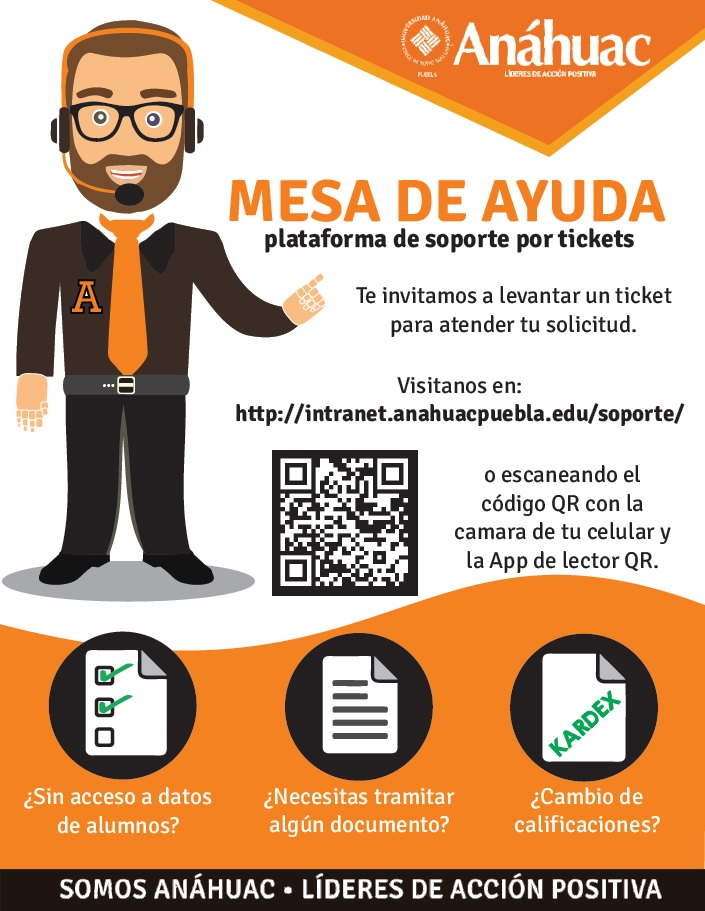 Anáhuac
LÍDERES DE ACCIÓN POSITIVA
PUEBLA
MESA DE AYUDA
plataforma de soporte por tickets
A
Te invitamos a levantar un ticket
para atender tu solicitud.
Visitanos en:
http://intranet.anahuacpuebla.edu/soporte/
o escaneando el
código QR con la
camara de tu celular y
la App de lector QR.
KARDEX
¿Sin acceso a datos
de alumnos?
¿Necesitas tramitar
algún documento?
¿Cambio de
calificaciones?
SOMOS ANÁHUAC • LÍDERES DE ACCIÓN POSITIVA